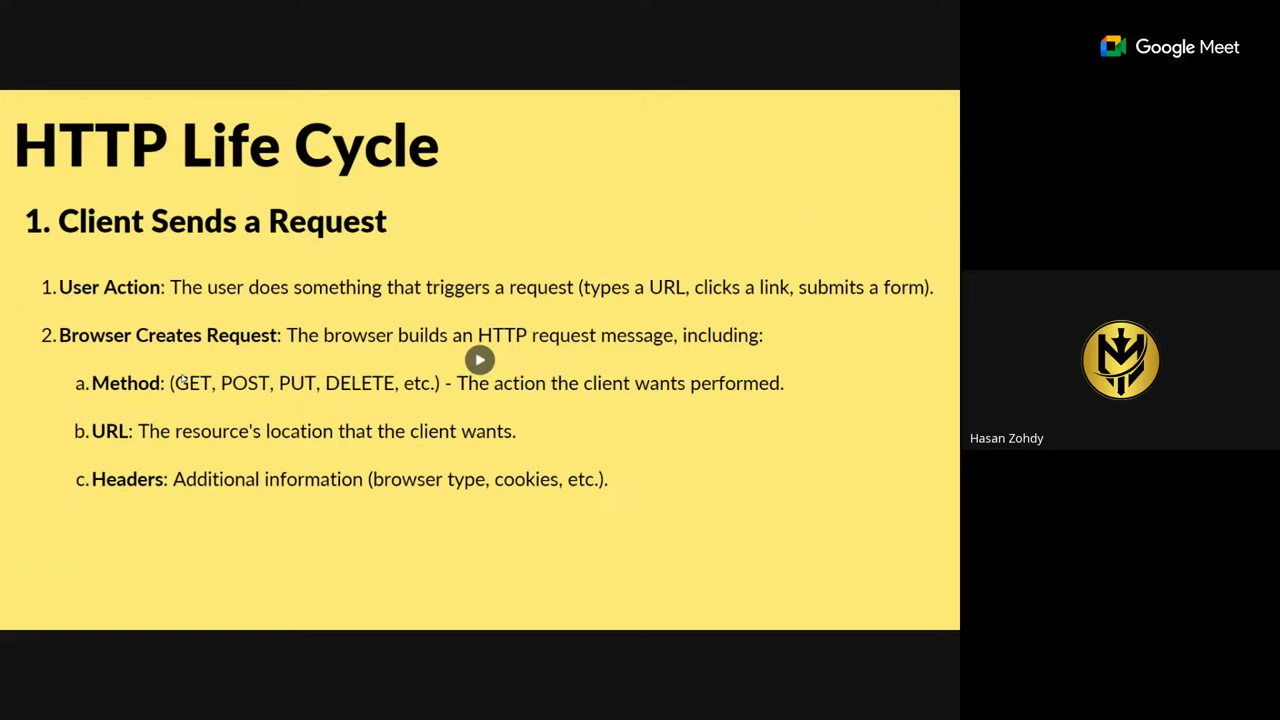 Google Meet
HTTP Life Cycle
1. Client Sends a Request
1. User Action: The user does something that triggers a request (types a URL, clicks a link, submits a form).
2. Browser Creates Request: The browser builds an HTTP request message, including:
a. Method: (GET, POST, PUT, DELETE, etc.) - The action the client wants performed.
b. URL: The resource's location that the client wants.
c. Headers: Additional information (browser type, cookies, etc.).
Hasan Zohdy